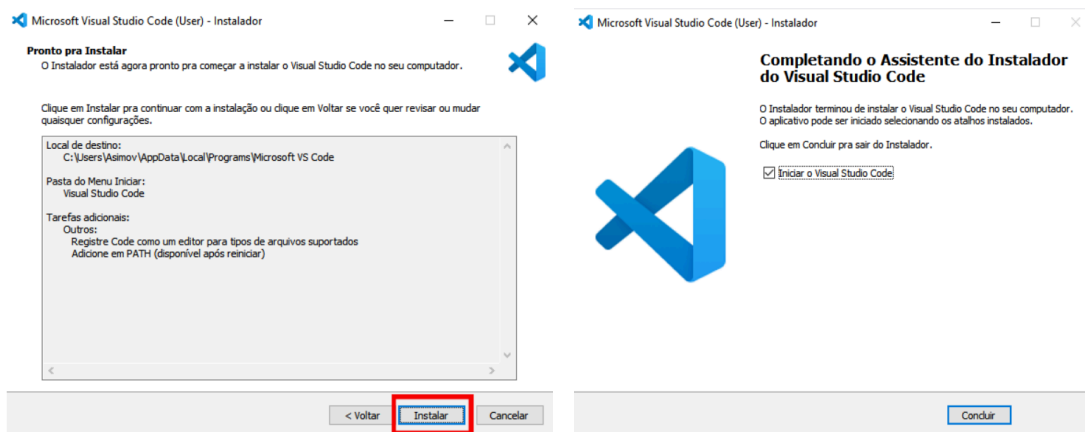 Microsoft Visual Studio Code (User) - Instalador
Pronto pra Instalar
O Instalador está agora pronto pra começar a instalar o Visual Studio Code no seu computador.
Clique em Instalar pra continuar com a instalação ou clique em Voltar se você quer revisar ou mudar
quaisquer configurações.
Local de destino:
C:\Users\Asimov\AppData\Local\Programs\Microsoft VS Code
Pasta do Menu Iniciar:
Visual Studio Code
Tarefas adicionais:
Outros:
Registre Code como um editor para tipos de arquivos suportados
Adicione em PATH (disponível após reiniciar)
< Voltar
Instalar
Cancelar
Microsoft Visual Studio Code (User) - Instalador
Completando o Assistente do Instalador
do Visual Studio Code
O Instalador terminou de instalar o Visual Studio Code no seu computador.
O aplicativo pode ser iniciado selecionando os atalhos instalados.
Clique em Concluir pra sair do Instalador.
Iniciar o Visual Studio Code
Concluir